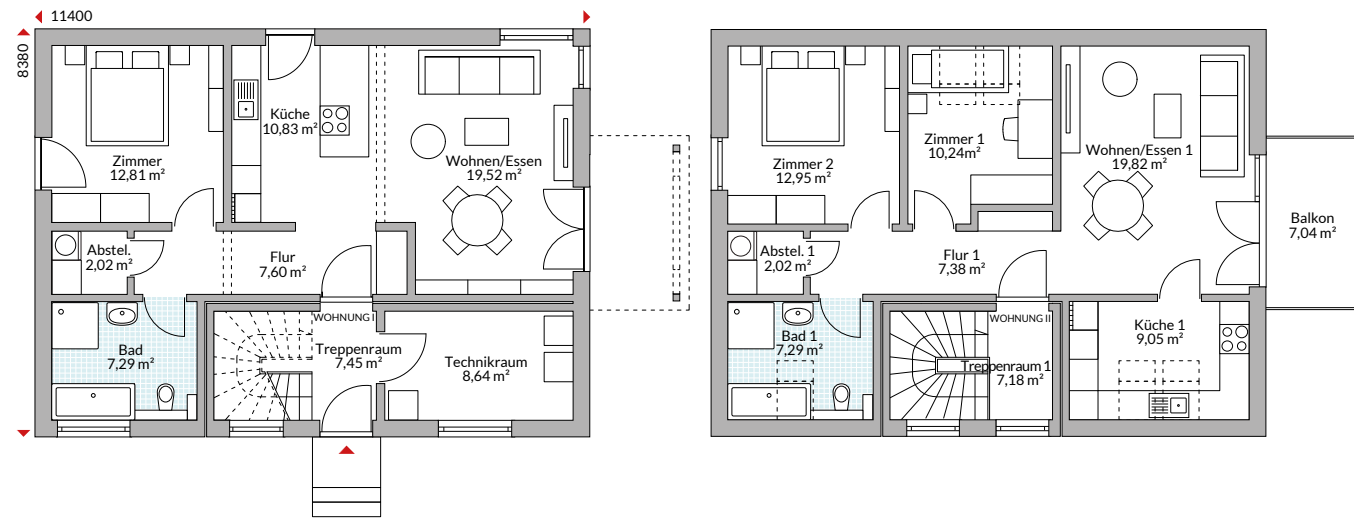 11400
8380
Zimmer
12,81 m²
Küche
10,83 m²
Wohnen/Essen
19,52 m²
Abstel.
2,02 m²
Flur
7,60 m²
Bad
7,29 m²
WOHNUNG I
Treppenraum
7,45 m²
Technikraum
8,64 m²
Zimmer 2
12,95 m²
Zimmer 1
10,24m²
Wohnen/Essen 1
19,82 m²
Balkon
7,04 m²
Abstel. 1
2,02 m²
Flur 1
7,38 m²
Bad 1
7,29 m²
WOHNUNG II
Treppenraum 1
7,18 m²
Küche 1
9,05 m²